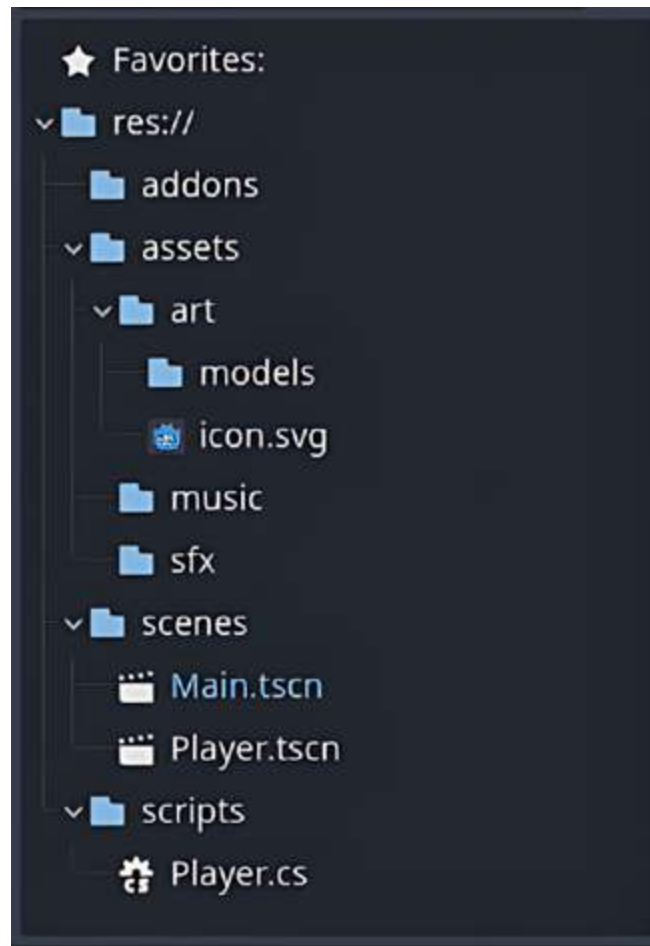 Favorites:
res://
addons
assets
art
models
icon.svg
music
sfx
scenes
Main.tscn
Player.tscn
scripts
Player.cs